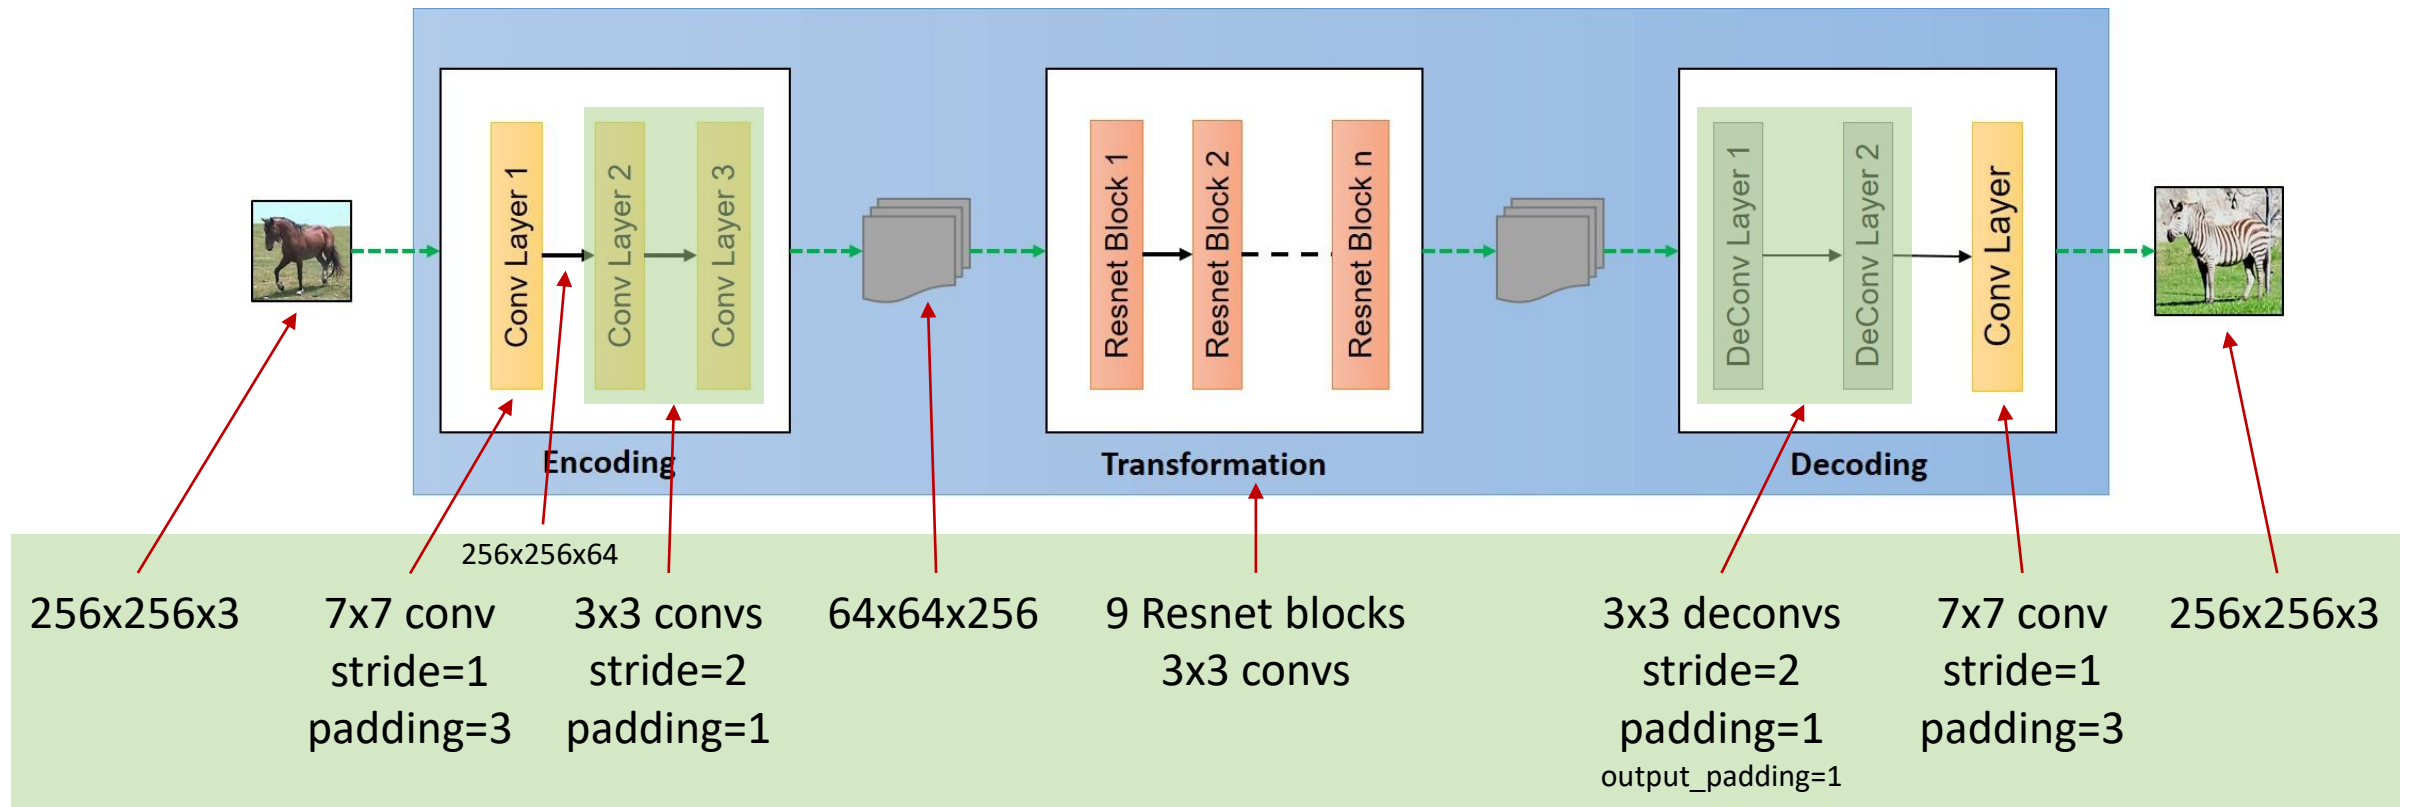 Conv Layer 1
Conv Layer 2
Conv Layer 3
Resnet Block 1
Resnet Block 2
Resnet Block n
DeConv Layer 1
DeConv Layer 2
Conv Layer
Encoding
Transformation
Decoding
256x256x64
256x256x3
7x7 conv
stride=1
padding=3
3x3 convs
stride=2
padding=1
64x64x256
9 Resnet blocks
3x3 convs
3x3 deconvs
stride=2
padding=1
output_padding=1
7x7 conv
stride=1
padding=3
256x256x3